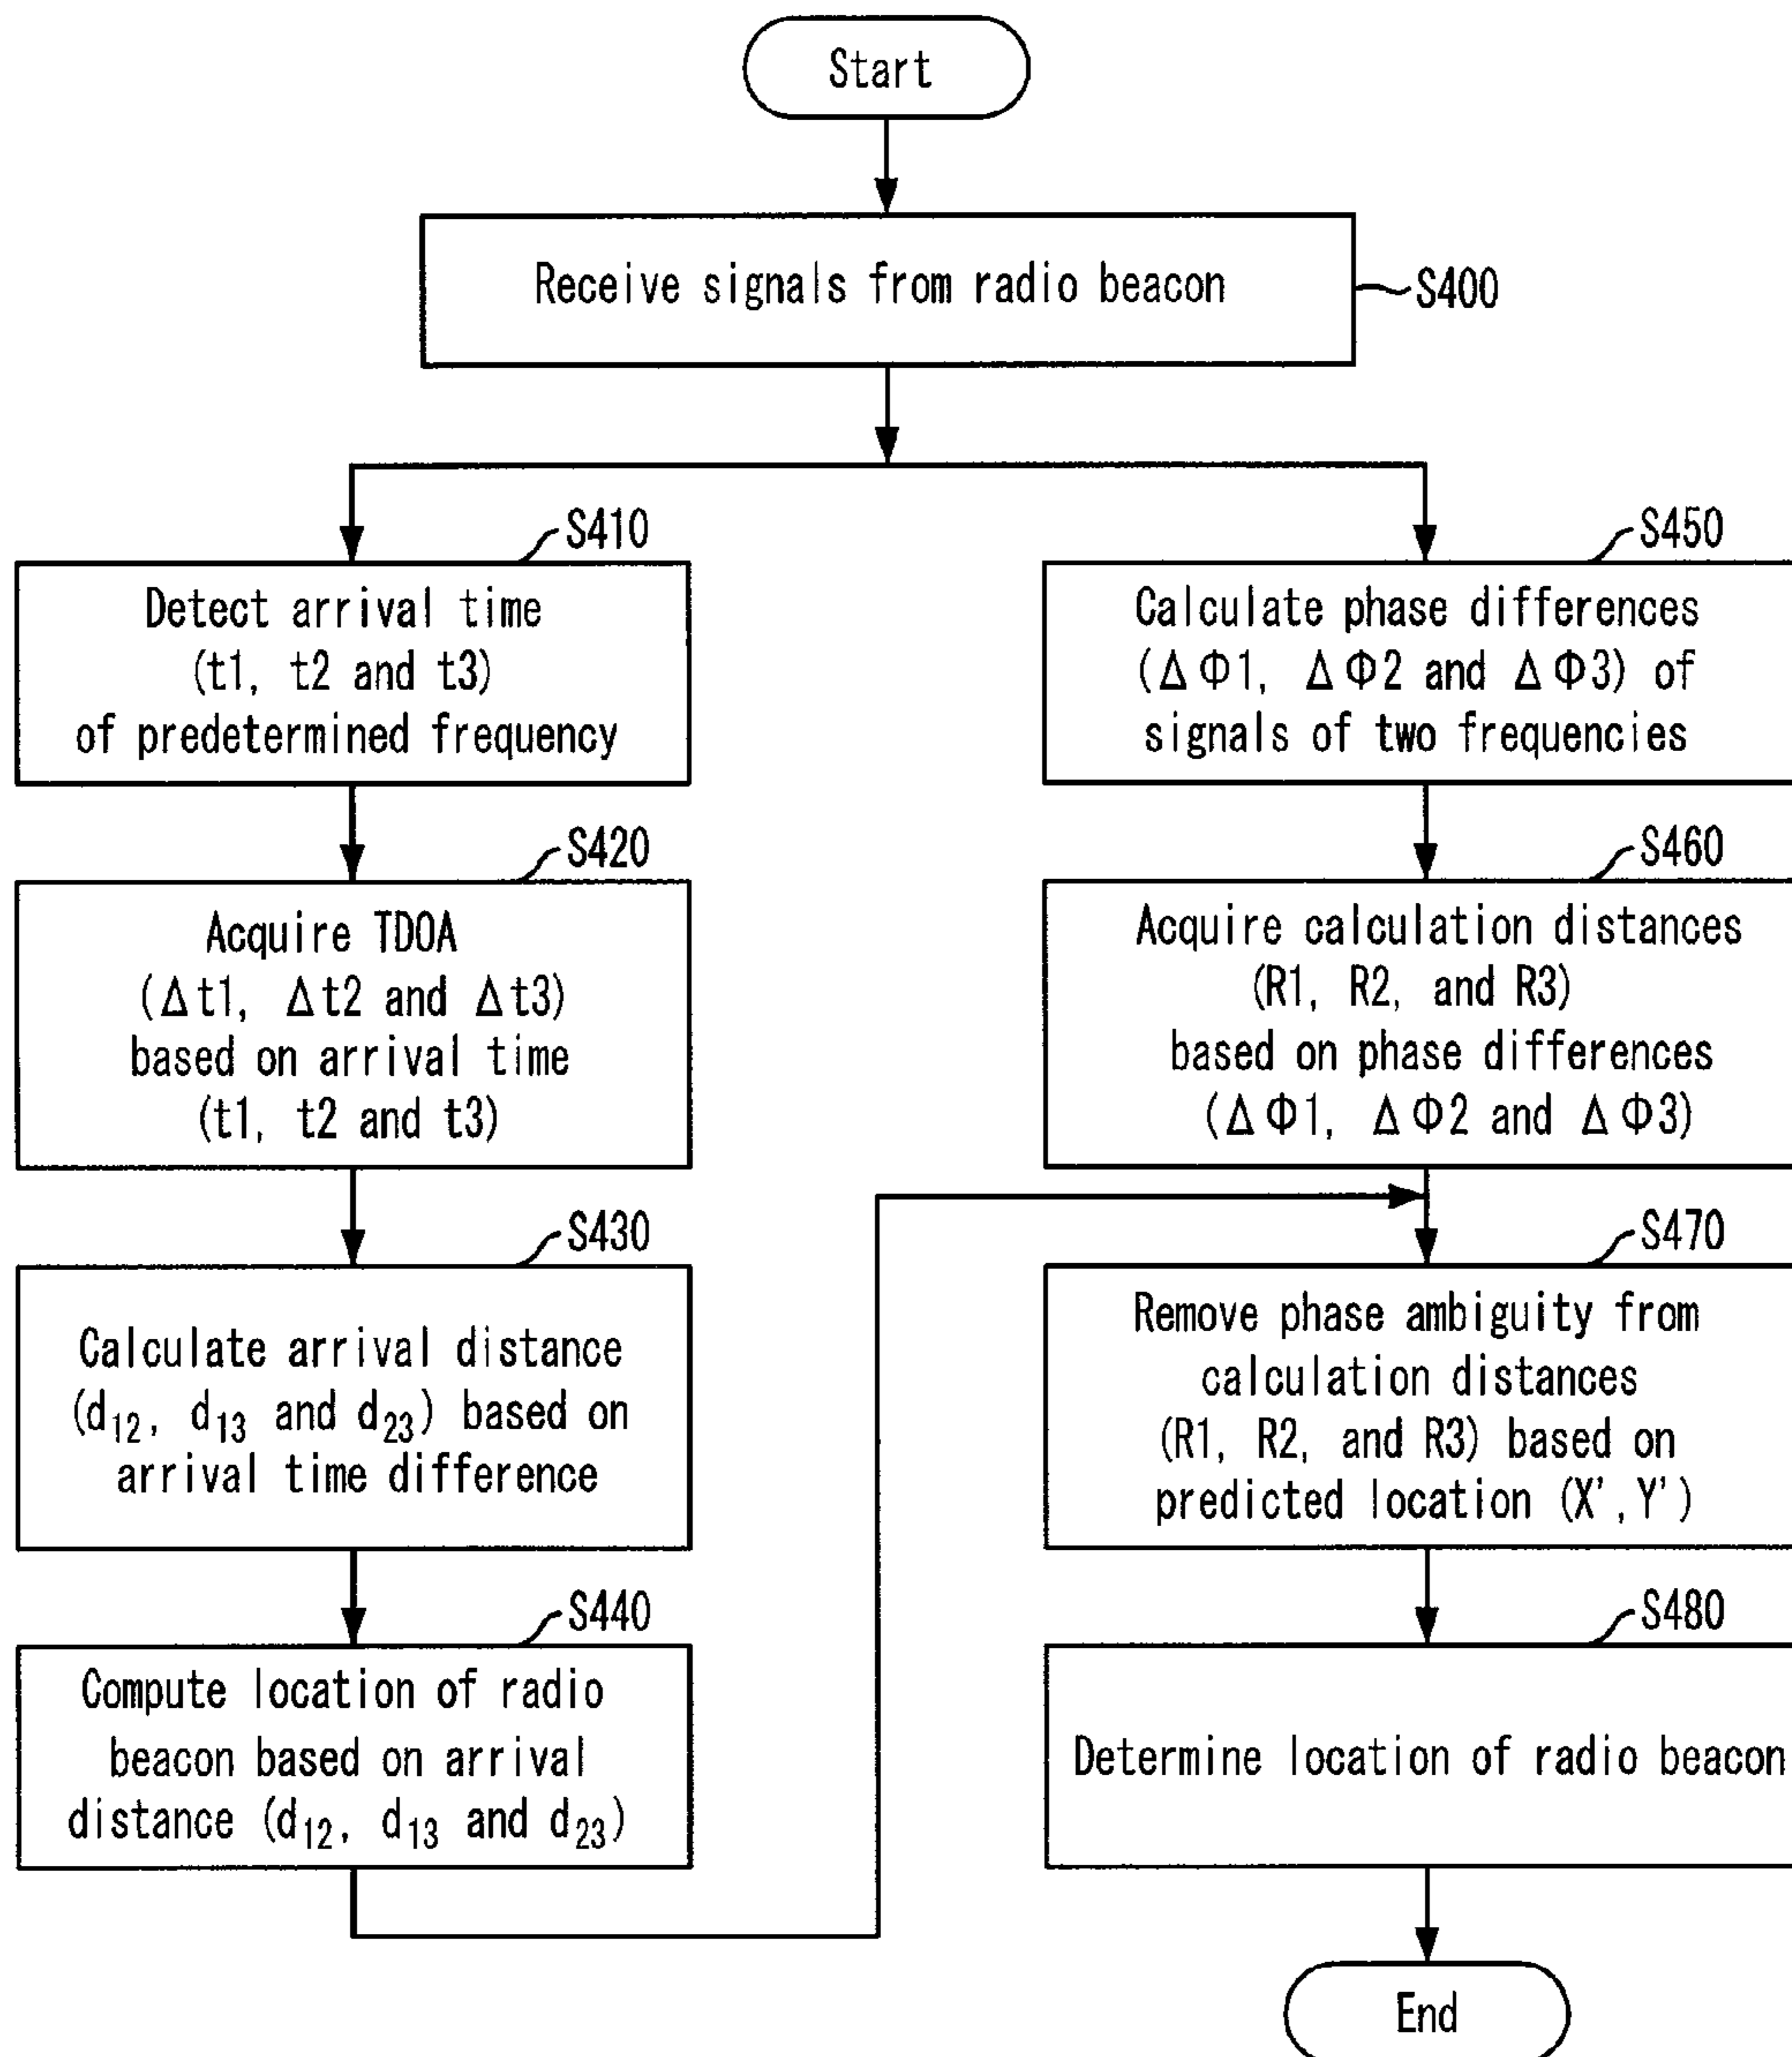 Start
Receive signals from radio beacon
S400
S410
Detect arrival time
(t1, t2 and t3)
of predetermined frequency
S420
Acquire TDOA
(Δt1, Δt2 and Δt3)
based on arrival time
(t1, t2 and t3)
S430
Calculate arrival distance
(d₁₂, d₁₃ and d₂₃) based on
arrival time difference
S440
Compute location of radio
beacon based on arrival
distance (d₁₂, d₁₃ and d₂₃)
S450
Calculate phase differences
(ΔΦ1, ΔΦ2 and ΔΦ3) of
signals of two frequencies
S460
Acquire calculation distances
(R1, R2, and R3)
based on phase differences
(ΔΦ1, ΔΦ2 and ΔΦ3)
S470
Remove phase ambiguity from
calculation distances
(R1, R2, and R3) based on
predicted location (X',Y')
S480
Determine location of radio beacon
End